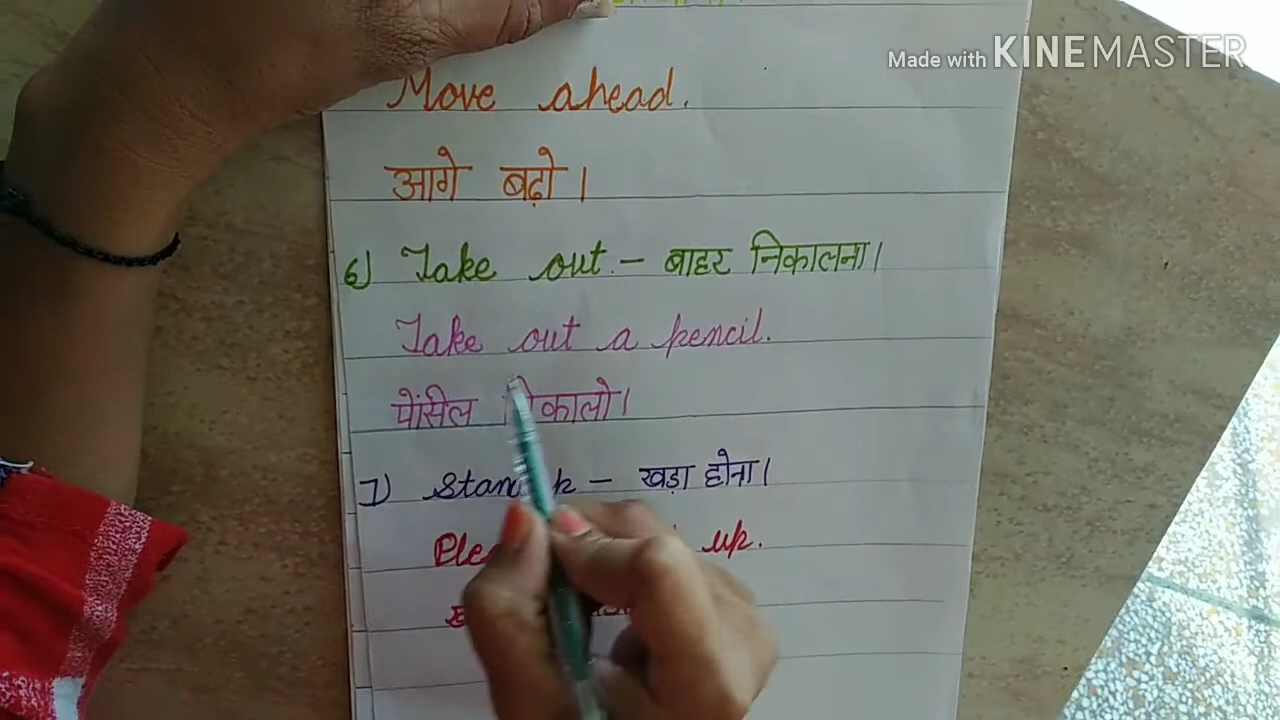 Made with KINEMASTER
Move ahead.
आगे बढ़ो।
6) Take out - बाहर निकालना।
Take out a pencil.
पेंसिल निकालो।
7) - खड़ा होना।
up.